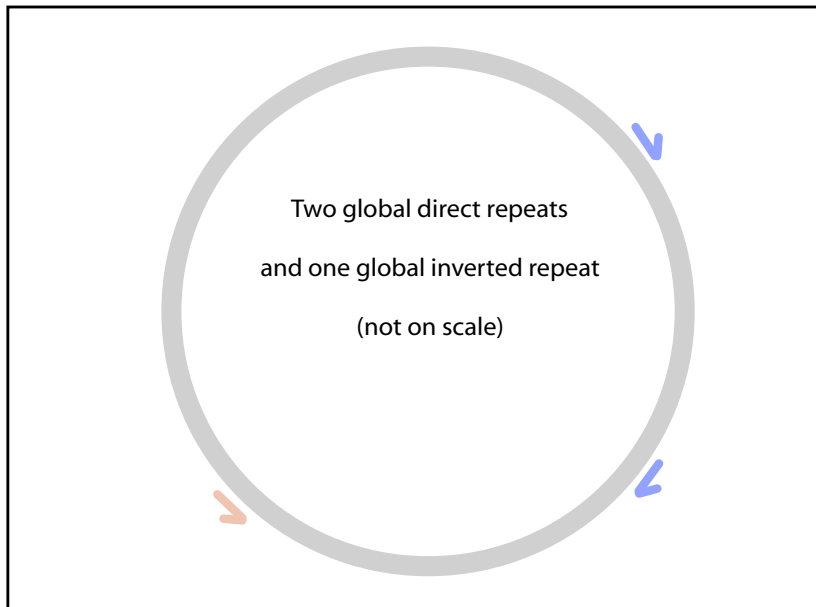 Two global direct repeats
and one global inverted repeat
(not on scale)